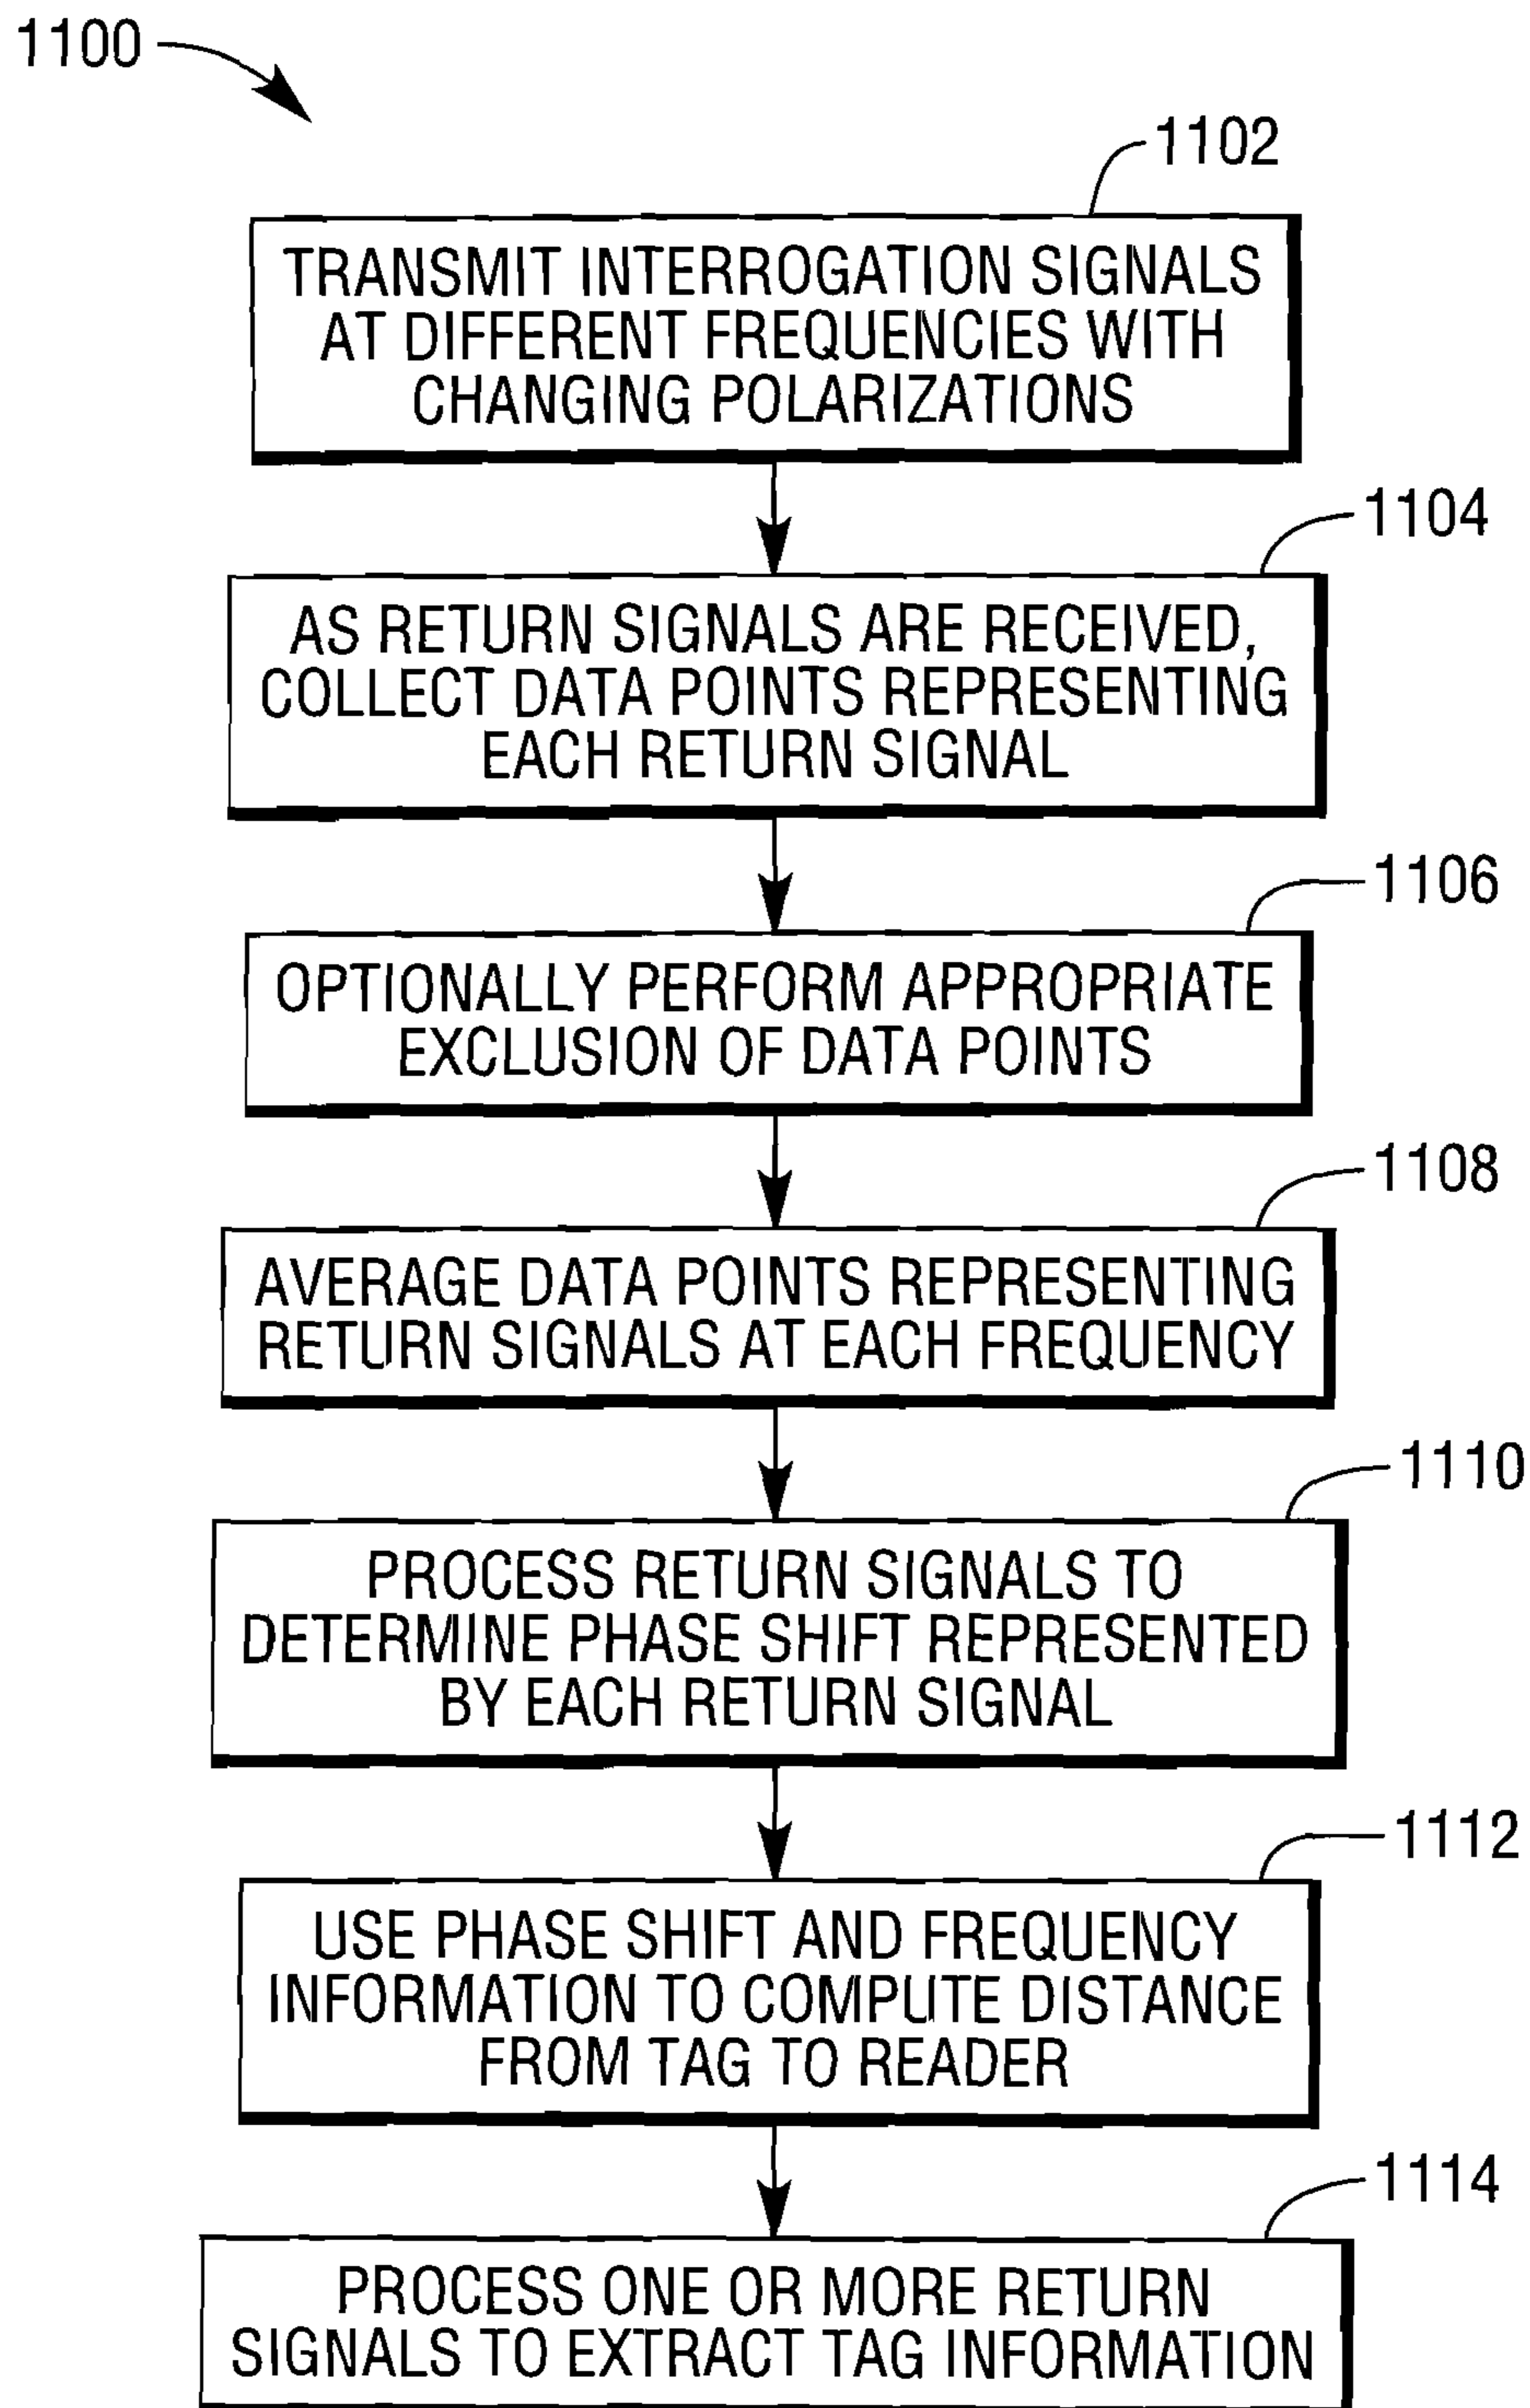 1100
1102
TRANSMIT INTERROGATION SIGNALS
AT DIFFERENT FREQUENCIES WITH
CHANGING POLARIZATIONS
1104
AS RETURN SIGNALS ARE RECEIVED,
COLLECT DATA POINTS REPRESENTING
EACH RETURN SIGNAL
1106
OPTIONALLY PERFORM APPROPRIATE
EXCLUSION OF DATA POINTS
1108
AVERAGE DATA POINTS REPRESENTING
RETURN SIGNALS AT EACH FREQUENCY
1110
PROCESS RETURN SIGNALS TO
DETERMINE PHASE SHIFT REPRESENTED
BY EACH RETURN SIGNAL
1112
USE PHASE SHIFT AND FREQUENCY
INFORMATION TO COMPUTE DISTANCE
FROM TAG TO READER
1114
PROCESS ONE OR MORE RETURN
SIGNALS TO EXTRACT TAG INFORMATION